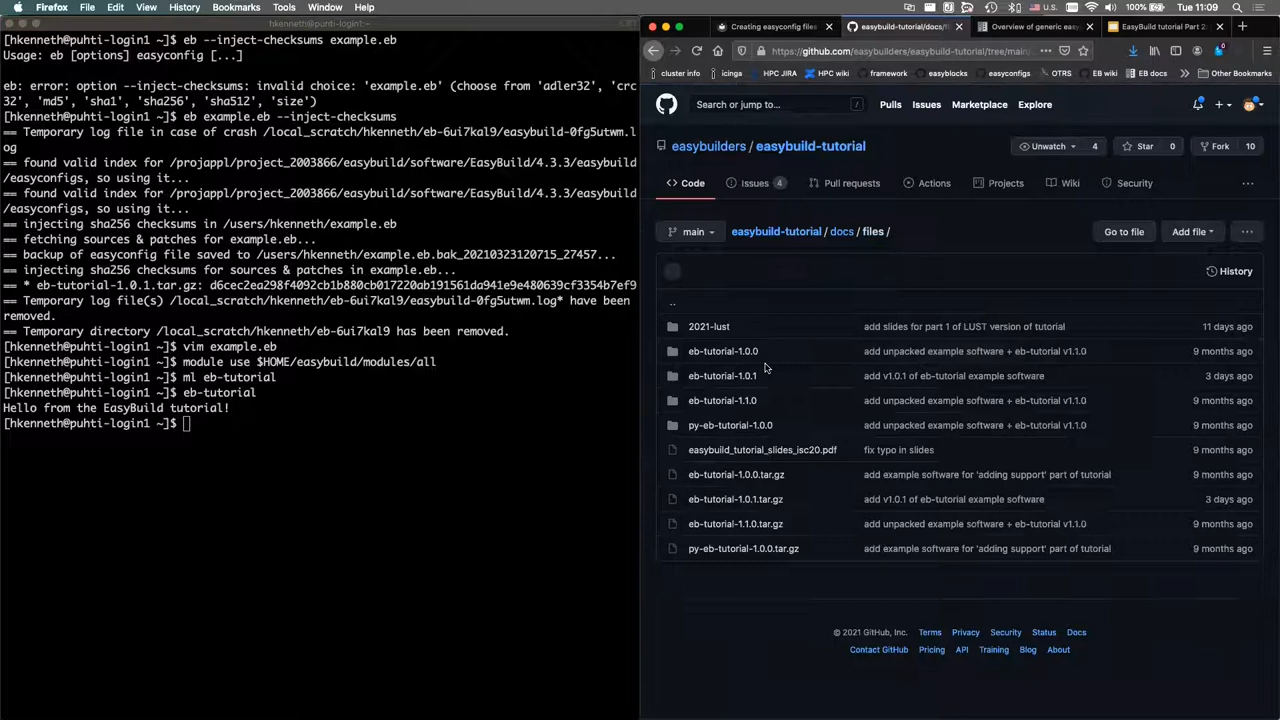 Firefox File Edit View History Bookmarks Tools Window Help
U.S. 100% Tue 11:09
hkenneth@puhti-login1:~
[hkenneth@puhti-login1 ~]$ eb --inject-checksums example.eb
Usage: eb [options] easyconfig [...]
eb: error: option --inject-checksums: invalid choice: 'example.eb' (choose from 'adler32', 'crc
32', 'md5', 'sha1', 'sha256', 'sha512', 'size')
[hkenneth@puhti-login1 ~]$ eb example.eb --inject-checksums
== Temporary log file in case of crash /local_scratch/hkenneth/eb-6ui7kal9/easybuild-0fg5utwm.l
og
== found valid index for /projappl/project_2003866/easybuild/software/EasyBuild/4.3.3/easybuild
/easyconfigs, so using it...
== found valid index for /projappl/project_2003866/easybuild/software/EasyBuild/4.3.3/easybuild
/easyconfigs, so using it...
== injecting sha256 checksums in /users/hkenneth/example.eb
== fetching sources & patches for example.eb...
== backup of easyconfig file saved to /users/hkenneth/example.eb.bak_20210323120715_27457...
== injecting sha256 checksums for sources & patches in example.eb...
== * eb-tutorial-1.0.1.tar.gz: d6cec2ea298f4092cb1b880cb017220ab191561da941e9e480639cf3354b7ef9
== Temporary log file(s) /local_scratch/hkenneth/eb-6ui7kal9/easybuild-0fg5utwm.log* have been
removed.
== Temporary directory /local_scratch/hkenneth/eb-6ui7kal9 has been removed.
[hkenneth@puhti-login1 ~]$ vim example.eb
[hkenneth@puhti-login1 ~]$ module use $HOME/easybuild/modules/all
[hkenneth@puhti-login1 ~]$ ml eb-tutorial
[hkenneth@puhti-login1 ~]$ eb-tutorial
Hello from the EasyBuild tutorial!
[hkenneth@puhti-login1 ~]$
Creating easyconfig files easybuild-tutorial/docs/f Overview of generic easy EasyBuild tutorial Part 2:
https://github.com/easybuilders/easybuild-tutorial/tree/main/
cluster info icinga HPC JIRA HPC wiki framework easyblocks easyconfigs OTRS EB wiki EB docs Other Bookmarks
Search or jump to... / Pulls Issues Marketplace Explore
easybuilders / easybuild-tutorial Unwatch 4 Star 0 Fork 10
Code Issues 4 Pull requests Actions Projects Wiki Security
main easybuild-tutorial / docs / files / Go to file Add file
History
..
2021-lust add slides for part 1 of LUST version of tutorial 11 days ago
eb-tutorial-1.0.0 add unpacked example software + eb-tutorial v1.1.0 9 months ago
eb-tutorial-1.0.1 add v1.0.1 of eb-tutorial example software 3 days ago
eb-tutorial-1.1.0 add unpacked example software + eb-tutorial v1.1.0 9 months ago
py-eb-tutorial-1.0.0 add unpacked example software + eb-tutorial v1.1.0 9 months ago
easybuild_tutorial_slides_isc20.pdf fix typo in slides 9 months ago
eb-tutorial-1.0.0.tar.gz add example software for 'adding support' part of tutorial 9 months ago
eb-tutorial-1.0.1.tar.gz add v1.0.1 of eb-tutorial example software 3 days ago
eb-tutorial-1.1.0.tar.gz add unpacked example software + eb-tutorial v1.1.0 9 months ago
py-eb-tutorial-1.0.0.tar.gz add example software for 'adding support' part of tutorial 9 months ago
© 2021 GitHub, Inc. Terms Privacy Security Status Docs
Contact GitHub Pricing API Training Blog About